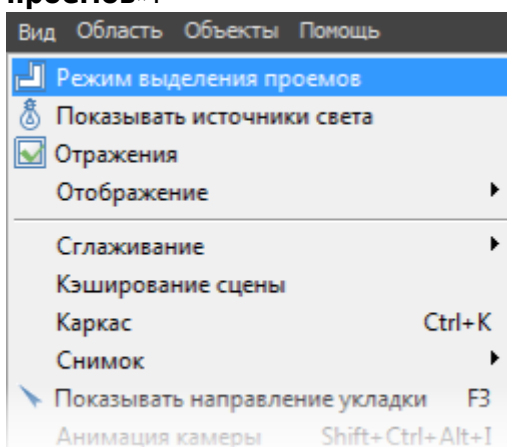 Вид Область Объекты Помощь
Режим выделения проемов
Показывать источники света
Отражения
Отображение
Сглаживание
Кэширование сцены
Каркас Ctrl+K
Снимок
Показывать направление укладки F3
Анимация камеры Shift+Ctrl+Alt+I